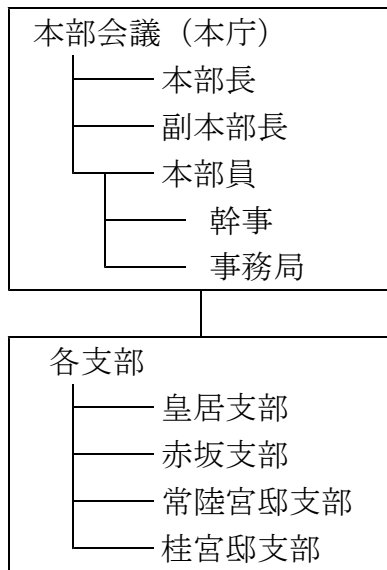 本部会議（本庁）
本部長
副本部長
本部員
幹事
事務局
各支部
皇居支部
赤坂支部
常陸宮邸支部
桂宮邸支部